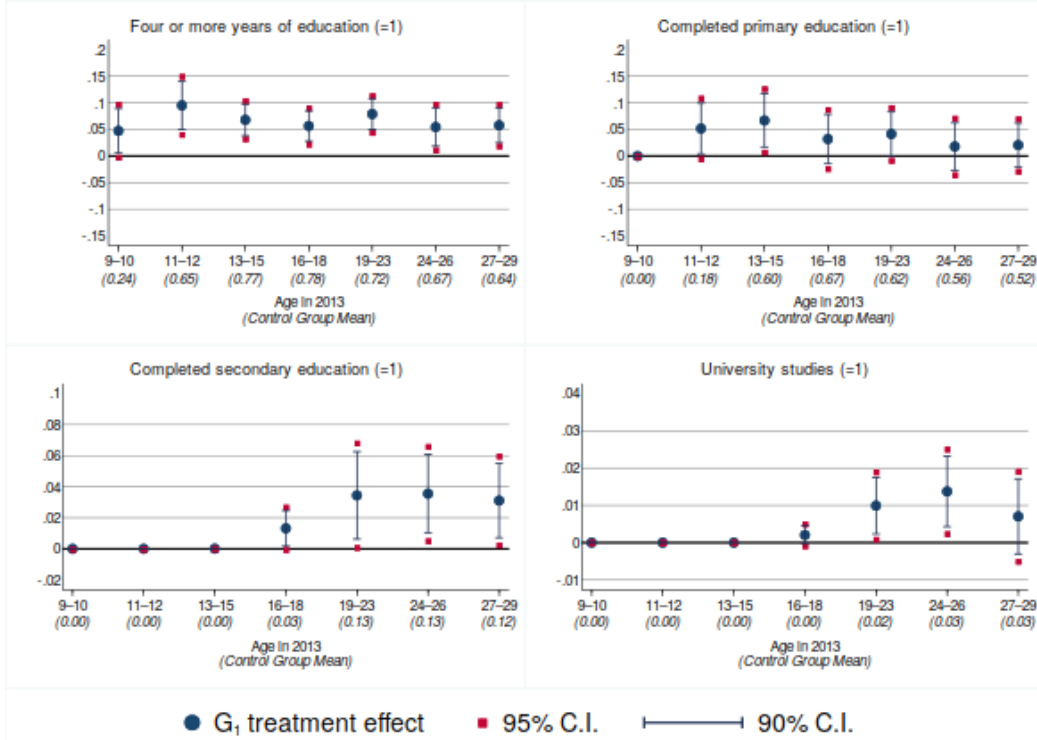 Four or more years of education (=1)
.2
.15
.1
.05
0
-.05
-.1
-.15
9–10 11–12 13–15 16–18 19–23 24–26 27–29
(0.24) (0.65) (0.77) (0.78) (0.72) (0.67) (0.64)
Age In 2013
(Control Group Mean)
Completed primary education (=1)
.2
.15
.1
.05
0
-.05
-.1
-.15
9–10 11–12 13–15 16–18 19–23 24–26 27–29
(0.00) (0.18) (0.60) (0.67) (0.62) (0.56) (0.52)
Age In 2013
(Control Group Mean)
Completed secondary education (=1)
.1
.08
.06
.04
.02
0
-.02
9–10 11–12 13–15 16–18 19–23 24–26 27–29
(0.00) (0.00) (0.00) (0.03) (0.13) (0.13) (0.12)
Age In 2013
(Control Group Mean)
University studies (=1)
.04
.03
.02
.01
0
-.01
9–10 11–12 13–15 16–18 19–23 24–26 27–29
(0.00) (0.00) (0.00) (0.00) (0.02) (0.03) (0.03)
Age In 2013
(Control Group Mean)
G₁ treatment effect 95% C.I. 90% C.I.